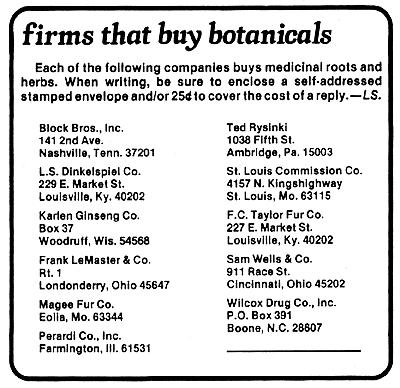 firms that buy botanicals
Each of the following companies buys medicinal roots and
herbs. When writing, be sure to enclose a self-addressed
stamped envelope and/or 25¢ to cover the cost of a reply.—LS.
Block Bros., Inc.
141 2nd Ave.
Nashville, Tenn. 37201
L.S. Dinkelspiel Co.
229 E. Market St.
Louisville, Ky. 40202
Karlen Ginseng Co.
Box 37
Woodruff, Wis. 54568
Frank LeMaster & Co.
Rt. 1
Londonderry, Ohio 45647
Magee Fur Co.
Eolia, Mo. 63344
Perardi Co., Inc.
Farmington, Ill. 61531
Ted Rysinki
1038 Fifth St.
Ambridge, Pa. 15003
St. Louis Commission Co.
4157 N. Kingshighway
St. Louis, Mo. 63115
F.C. Taylor Fur Co.
227 E. Market St.
Louisville, Ky. 40202
Sam Wells & Co.
911 Race St.
Cincinnati, Ohio 45202
Wilcox Drug Co., Inc.
P.O. Box 391
Boone, N.C. 28607